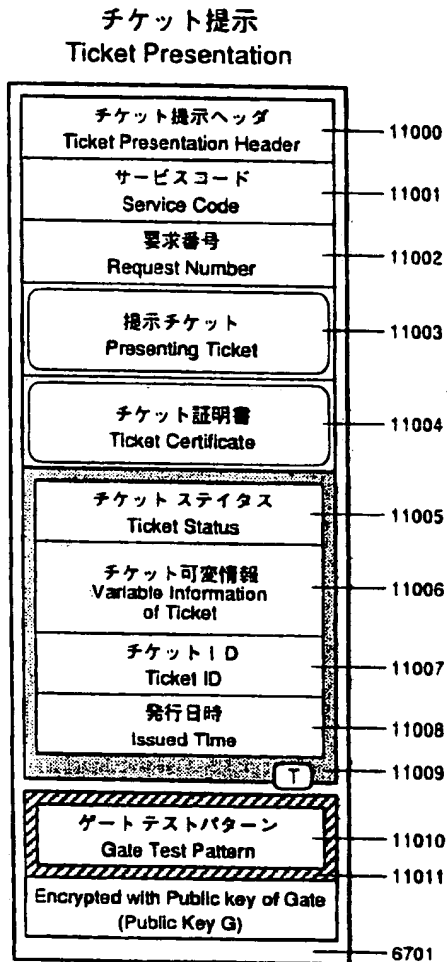 チケット提示
Ticket Presentation
チケット提示ヘッダ
Ticket Presentation Header
11000
サービスコード
Service Code
11001
要求番号
Request Number
11002
提示チケット
Presenting Ticket
11003
チケット証明書
Ticket Certificate
11004
チケット ステイタス
Ticket Status
11005
チケット可変情報
Variable Information
of Ticket
11006
チケットID
Ticket ID
11007
発行日時
Issued Time
11008
T
11009
ゲート テストパターン
Gate Test Pattern
11010
11011
Encrypted with Public key of Gate
(Public Key G)
6701